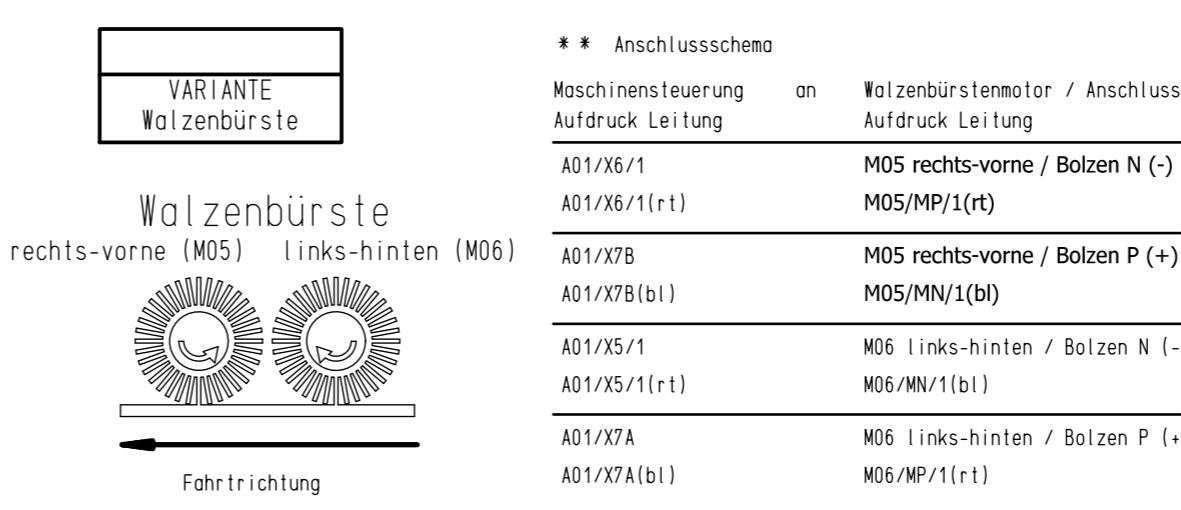 VARIANTE
Walzenbürste
Walzenbürste
rechts-vorne (M05) links-hinten (M06)
Fahrtrichtung
** Anschlussschema
Maschinensteuerung an Walzenbürstenmotor / Anschluss
Aufdruck Leitung Aufdruck Leitung
A01/X6/1 M05 rechts-vorne / Bolzen N (-)
A01/X6/1(rt) M05/MP/1(rt)
A01/X7B M05 rechts-vorne / Bolzen P (+)
A01/X7B(bl) M05/MN/1(bl)
A01/X5/1 M06 links-hinten / Bolzen N (-
A01/X5/1(rt) M06/MN/1(bl)
A01/X7A M06 links-hinten / Bolzen P (+
A01/X7A(bl) M06/MP/1(rt)